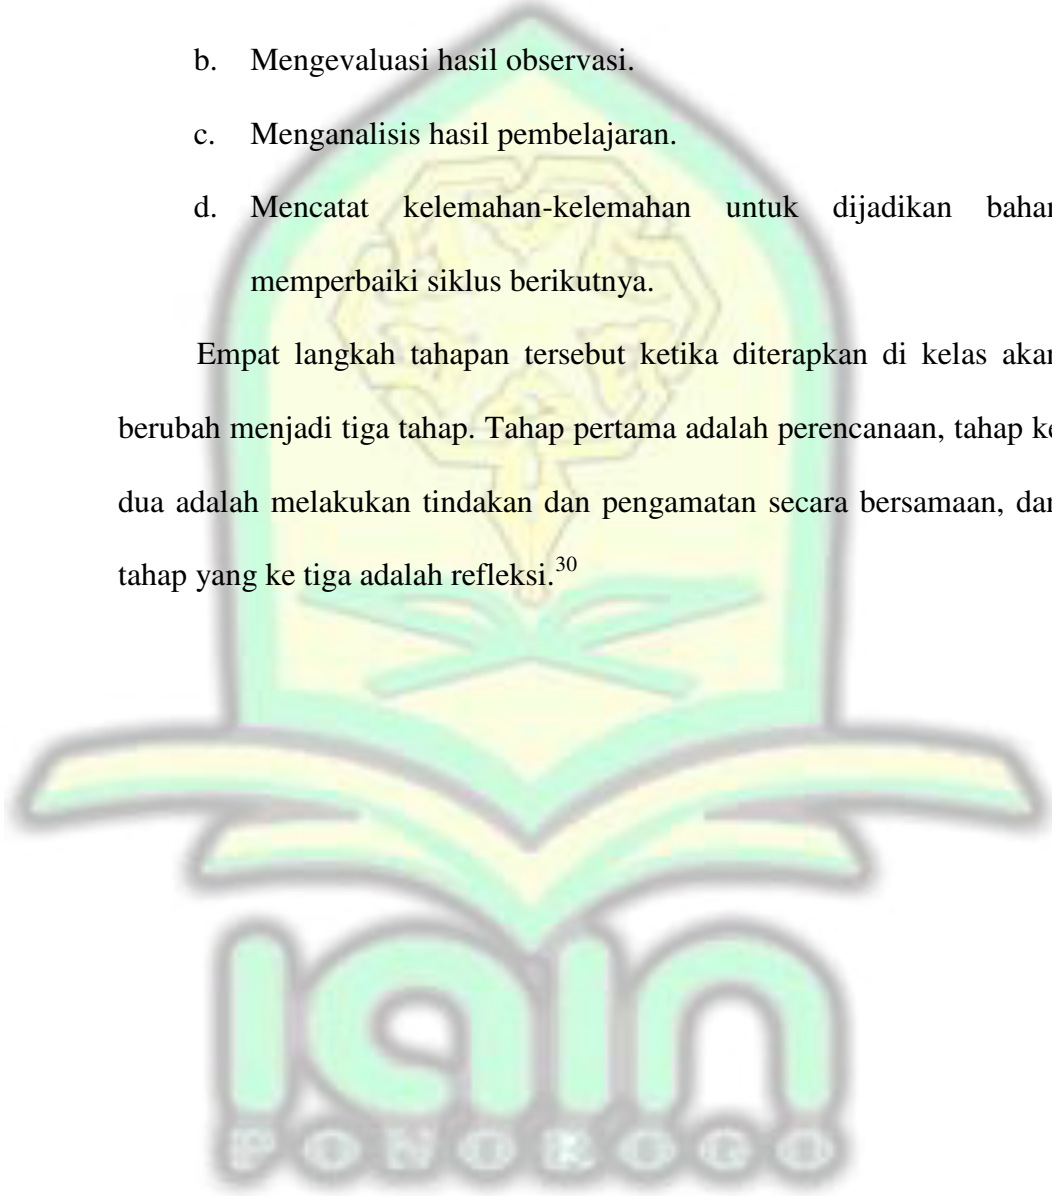 b. Mengevaluasi hasil observasi.
c. Menganalisis hasil pembelajaran.
d. Mencatat kelemahan-kelemahan untuk dijadikan bahan
memperbaiki siklus berikutnya.
Empat langkah tahapan tersebut ketika diterapkan di kelas akan
berubah menjadi tiga tahap. Tahap pertama adalah perencanaan, tahap ke
dua adalah melakukan tindakan dan pengamatan secara bersamaan, dan
tahap yang ke tiga adalah refleksi.30
iain
PONOROGO